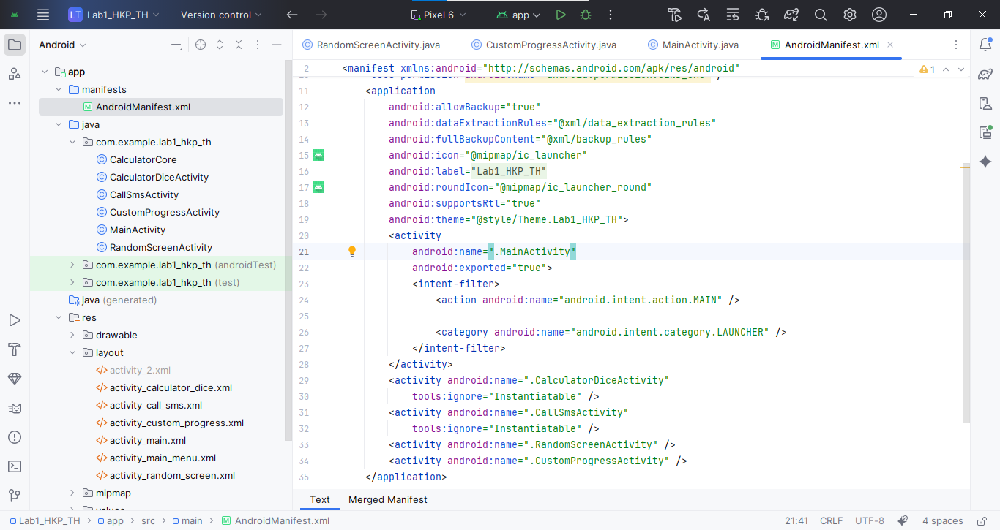 LT Lab1_HKP_TH Version control Pixel 6 app
Android
RandomScreenActivity.java CustomProgressActivity.java MainActivity.java AndroidManifest.xml
app
manifests
AndroidManifest.xml
java
com.example.lab1_hkp_th
CalculatorCore
CalculatorDiceActivity
CallSmsActivity
CustomProgressActivity
MainActivity
RandomScreenActivity
com.example.lab1_hkp_th (androidTest)
com.example.lab1_hkp_th (test)
java (generated)
res
drawable
layout
activity_2.xml
activity_calculator_dice.xml
activity_call_sms.xml
activity_custom_progress.xml
activity_main.xml
activity_main_menu.xml
activity_random_screen.xml
mipmap
values
2 <manifest xmlns:android="http://schemas.android.com/apk/res/android"
1
11 <application
12 android:allowBackup="true"
13 android:dataExtractionRules="@xml/data_extraction_rules"
14 android:fullBackupContent="@xml/backup_rules"
15 android:icon="@mipmap/ic_launcher"
16 android:label="Lab1_HKP_TH"
17 android:roundIcon="@mipmap/ic_launcher_round"
18 android:supportsRtl="true"
19 android:theme="@style/Theme.Lab1_HKP_TH">
20 <activity
21 android:name=".MainActivity"
22 android:exported="true">
23 <intent-filter>
24 <action android:name="android.intent.action.MAIN" />
25
26 <category android:name="android.intent.category.LAUNCHER" />
27 </intent-filter>
28 </activity>
29 <activity android:name=".CalculatorDiceActivity"
30 tools:ignore="Instantiatable" />
31 <activity android:name=".CallSmsActivity"
32 tools:ignore="Instantiatable" />
33 <activity android:name=".RandomScreenActivity" />
34 <activity android:name=".CustomProgressActivity" />
35 </application>
Text Merged Manifest
Lab1_HKP_TH > app > src > main > AndroidManifest.xml 21:41 CRLF UTF-8 4 spaces